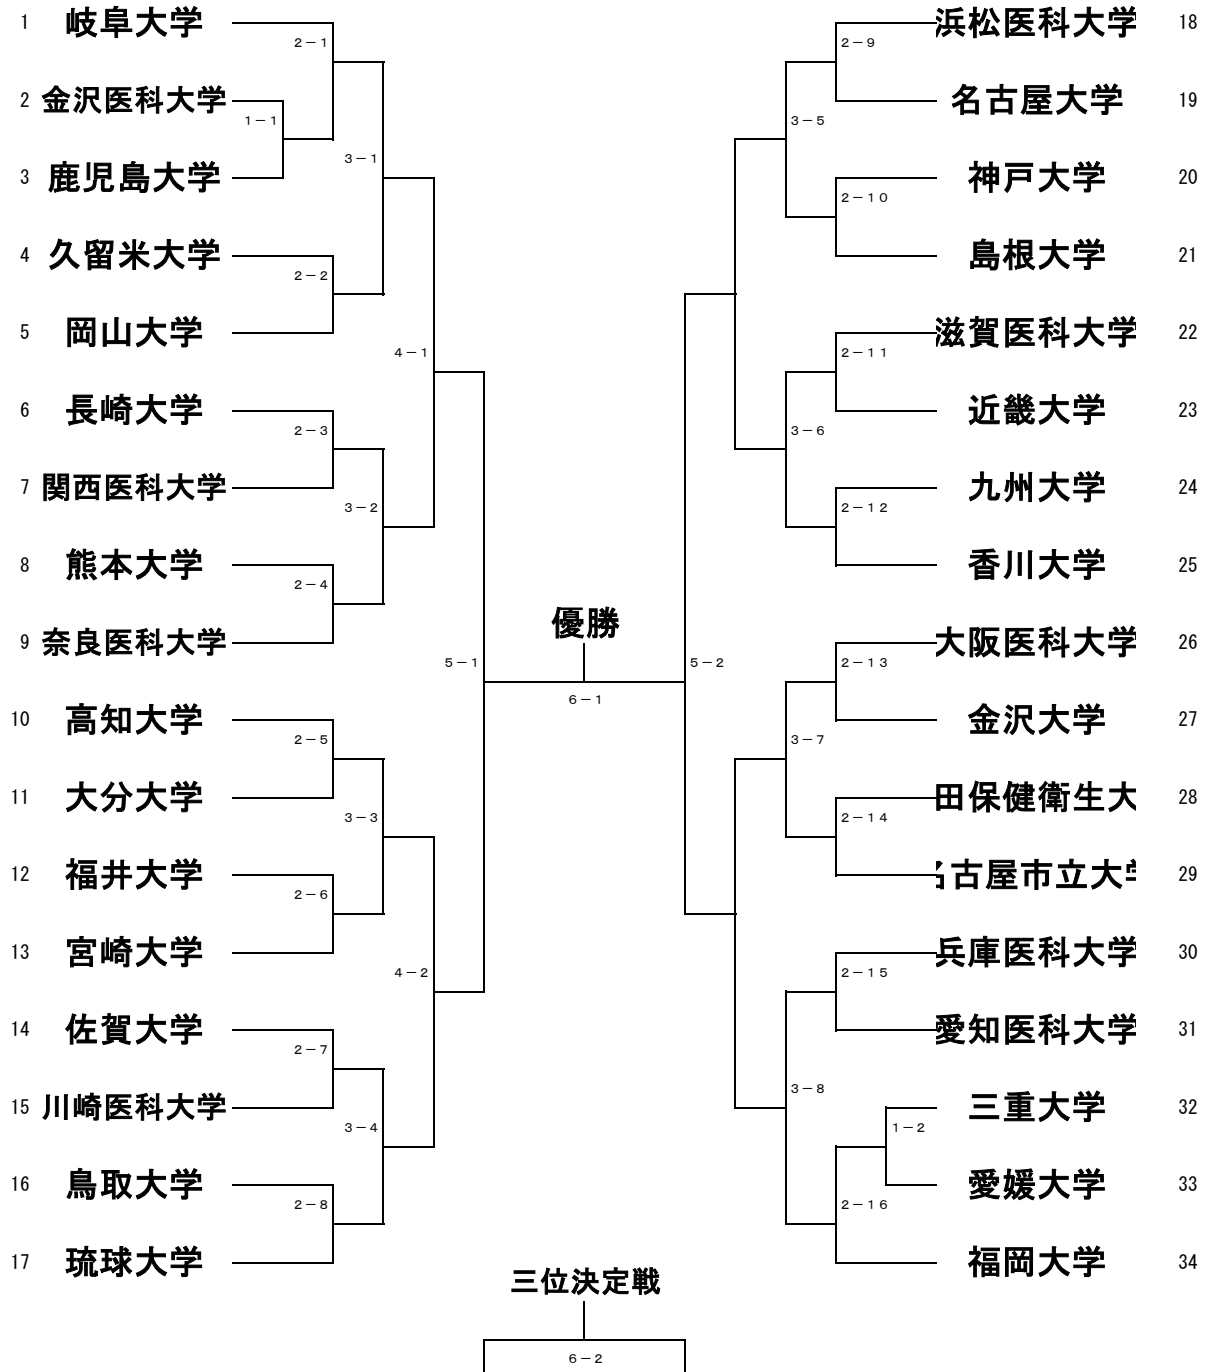 1 岐阜大学
2－1
2 金沢医科大学
1－1
3 鹿児島大学
3－1
4 久留米大学
2－2
5 岡山大学
4－1
6 長崎大学
2－3
7 関西医科大学
3－2
8 熊本大学
2－4
9 奈良医科大学
5－1
10 高知大学
2－5
11 大分大学
3－3
12 福井大学
2－6
13 宮崎大学
4－2
14 佐賀大学
2－7
15 川崎医科大学
3－4
16 鳥取大学
2－8
17 琉球大学
優勝
6－1
三位決定戦
6－2
浜松医科大学 18
2－9
名古屋大学 19
3－5
神戸大学 20
2－10
島根大学 21
滋賀医科大学 22
2－11
近畿大学 23
3－6
九州大学 24
2－12
香川大学 25
大阪医科大学 26
5－2
2－13
金沢大学 27
3－7
田保健衛生大 28
2－14
古屋市立大 29
兵庫医科大学 30
2－15
愛知医科大学 31
3－8
三重大学 32
1－2
愛媛大学 33
2－16
福岡大学 34